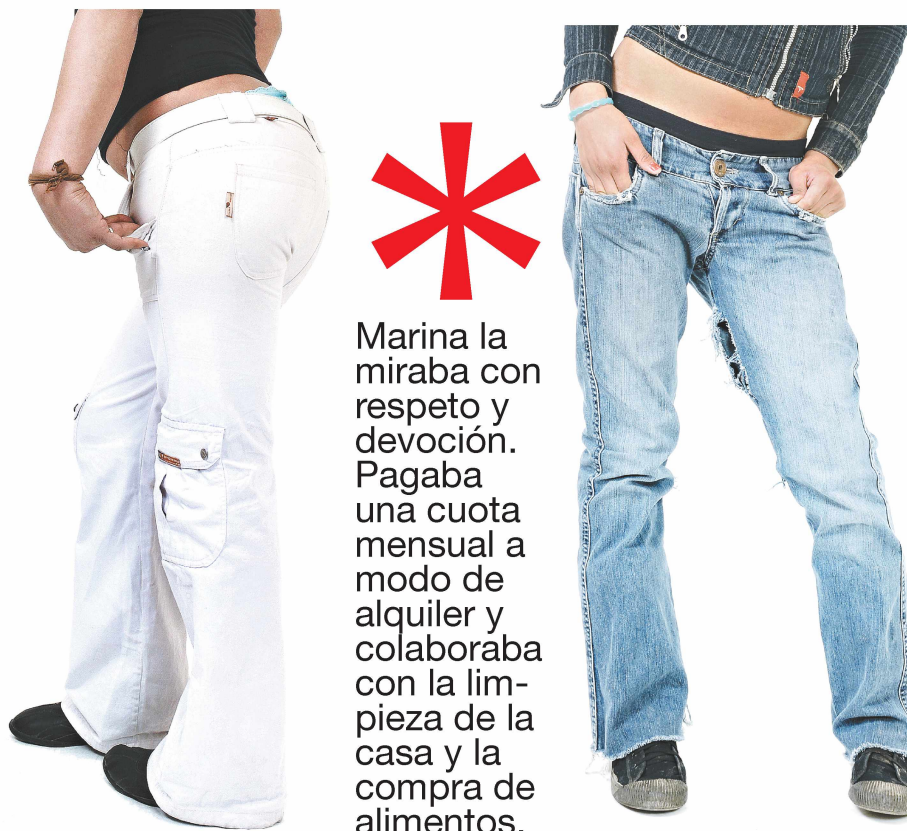 Marina la
miraba con
respeto y
devoción.
Pagaba
una cuota
mensual a
modo de
alquiler y
colaboraba
con la lim-
pieza de la
casa y la
compra de
alimentos.